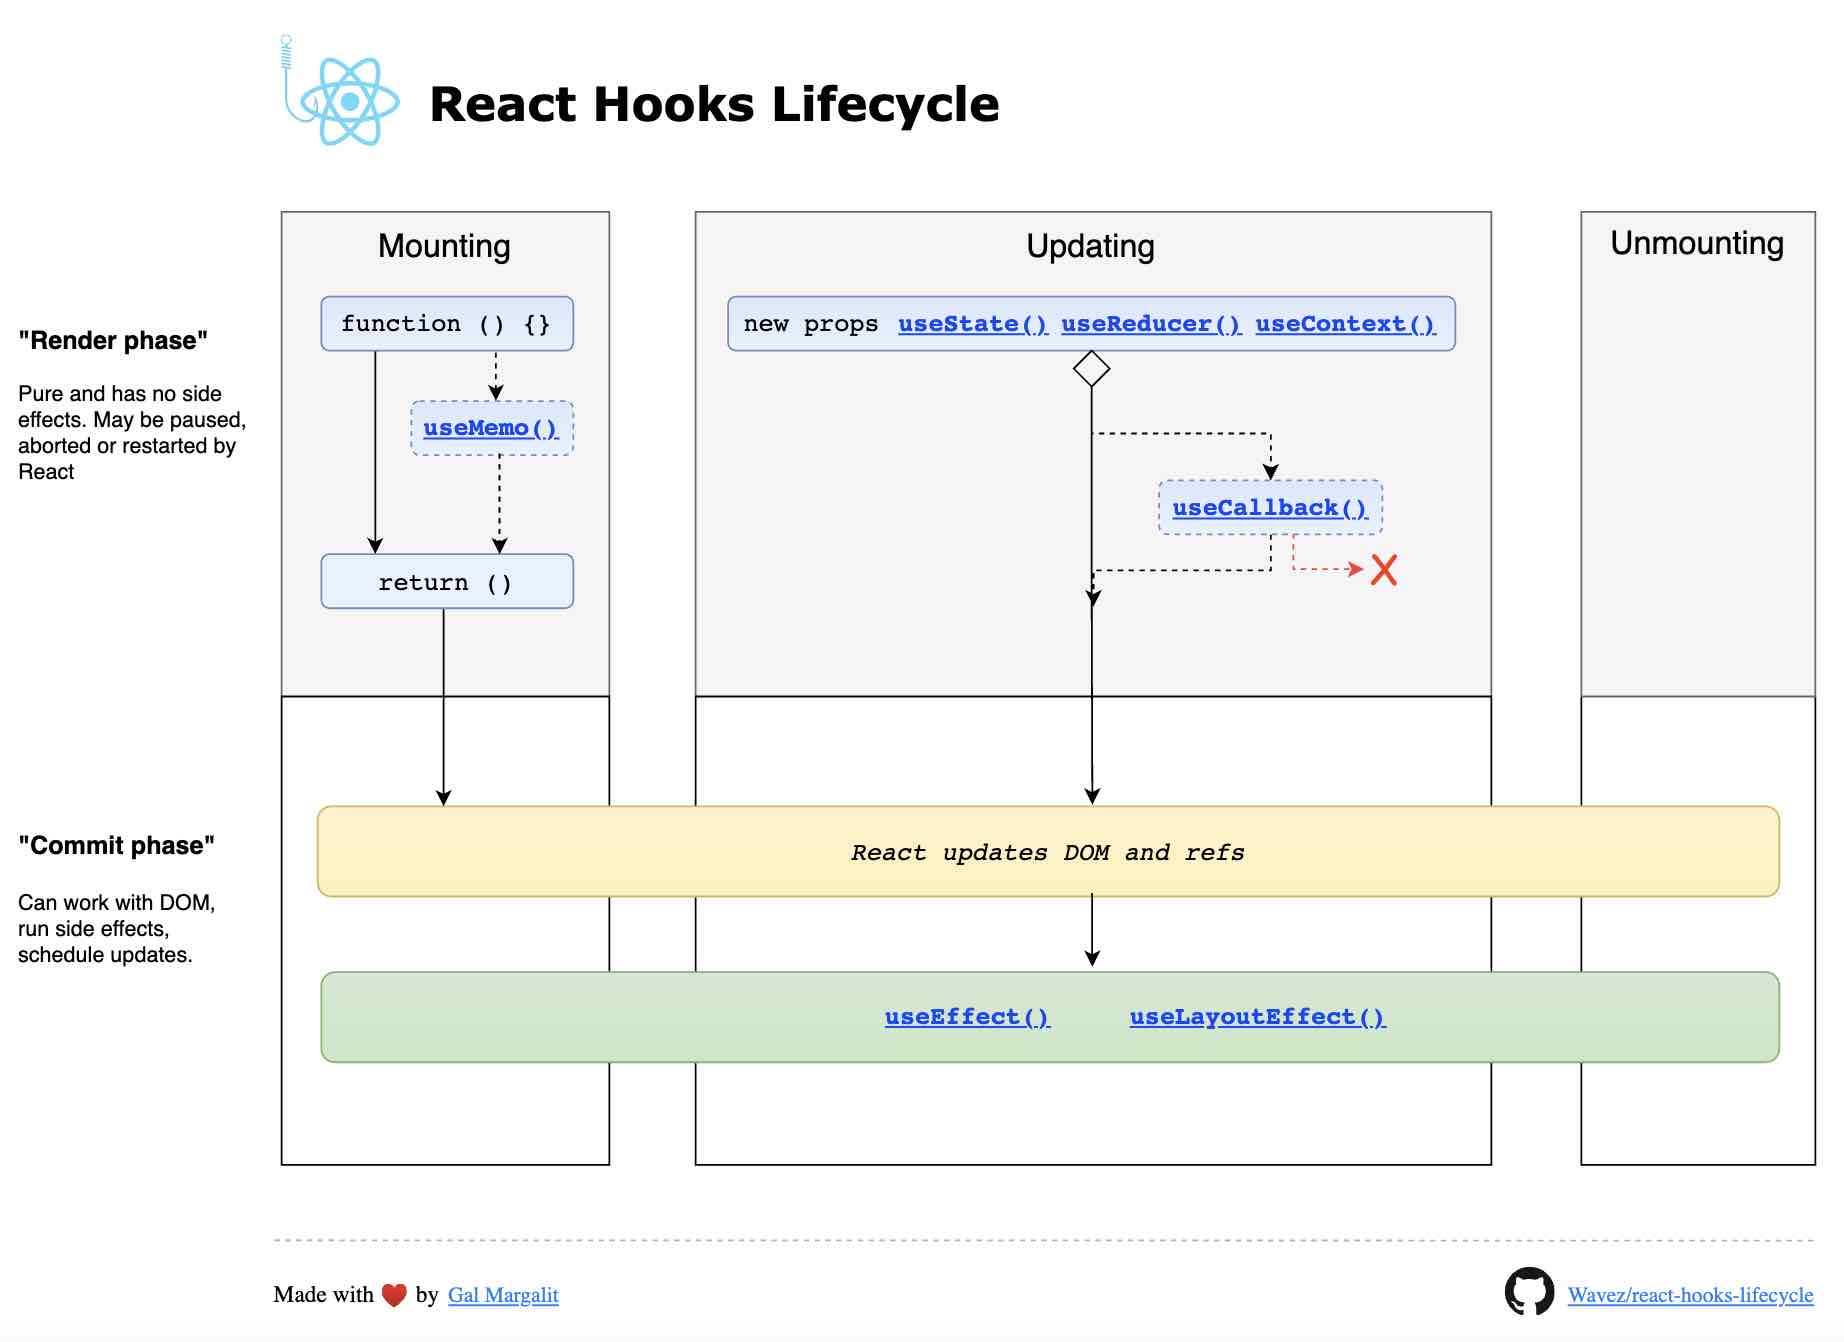 React Hooks Lifecycle
Mounting
Updating
Unmounting
"Render phase"
Pure and has no side
effects. May be paused,
aborted or restarted by
React
function () {}
useMemo()
return ()
new props useState() useReducer() useContext()
useCallback()
"Commit phase"
Can work with DOM,
run side effects,
schedule updates.
React updates DOM and refs
useEffect() useLayoutEffect()
Made with ❤️ by Gal Margalit
Wavez/react-hooks-lifecycle